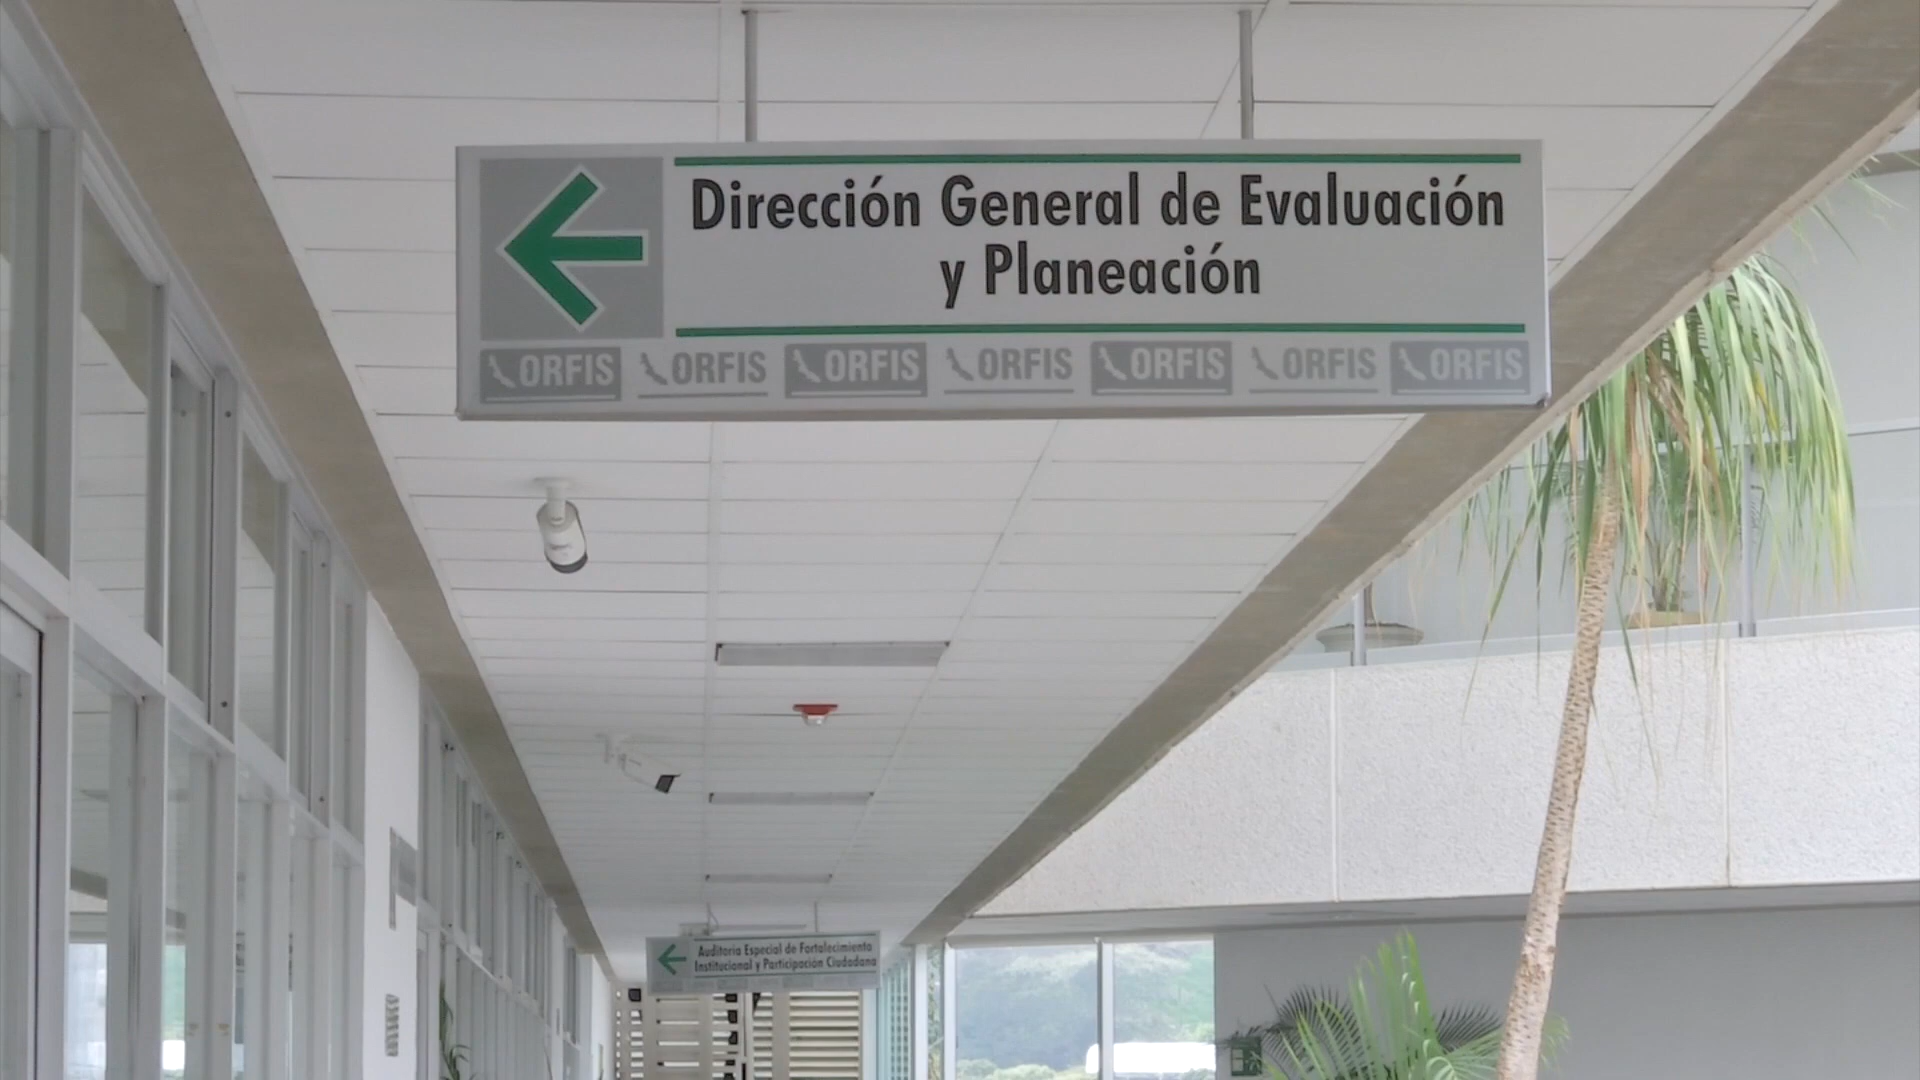 Dirección General de Evaluación
y Planeación
ORFIS ORFIS ORFIS ORFIS ORFIS ORFIS ORFIS
Auditoría Especial de Fortalecimiento
Institucional y Participación Ciudadana